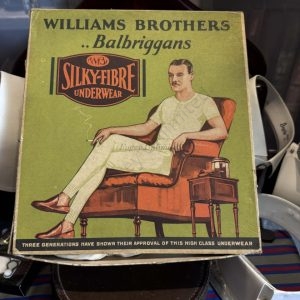 WILLIAMS BROTHERS
..Balbriggans
SILKY-FIBRE
UNDERWEAR
THREE GENERATIONS HAVE SHOWN THEIR APPROVAL OF THIS HIGH CLASS UNDERWEAR